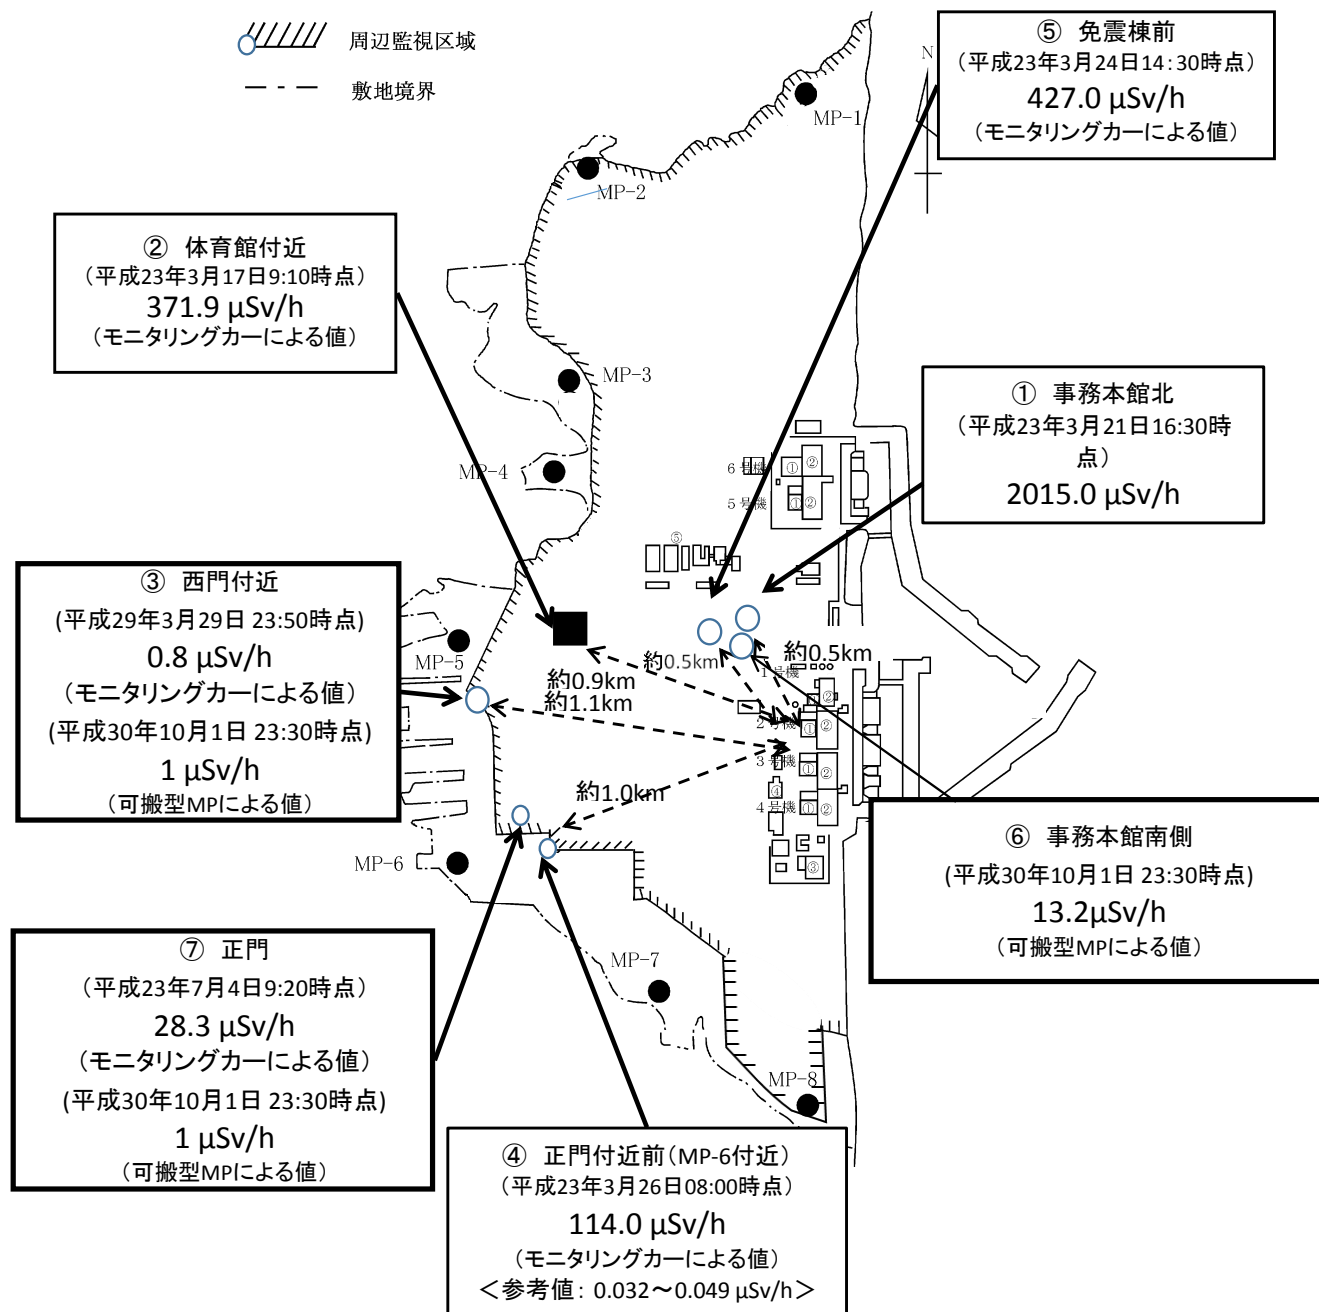 周辺監視区域
敷地境界
⑤ 免震棟前
(平成23年3月24日14:30時点)
427.0 μSv/h
(モニタリングカーによる値)
N
MP-1
MP-2
② 体育館付近
(平成23年3月17日9:10時点)
371.9 μSv/h
(モニタリングカーによる値)
MP-3
MP-4
① 事務本館北
(平成23年3月21日16:30時
点)
2015.0 μSv/h
6号機
① ②
5号機
① ②
⑤
③ 西門付近
(平成29年3月29日 23:50時点)
0.8 μSv/h
(モニタリングカーによる値)
(平成30年10月1日 23:30時点)
1 μSv/h
(可搬型MPによる値)
MP-5
約0.9km
約1.1km
約0.5km
約0.5km
1号機
②
2号機
① ②
3号機
① ②
④
4号機
① ②
③
約1.0km
MP-6
⑥ 事務本館南側
(平成30年10月1日 23:30時点)
13.2μSv/h
(可搬型MPによる値)
⑦ 正門
(平成23年7月4日9:20時点)
28.3 μSv/h
(モニタリングカーによる値)
(平成30年10月1日 23:30時点)
1 μSv/h
(可搬型MPによる値)
MP-7
MP-8
④ 正門付近前(MP-6付近)
(平成23年3月26日08:00時点)
114.0 μSv/h
(モニタリングカーによる値)
<参考値: 0.032~0.049 μSv/h>